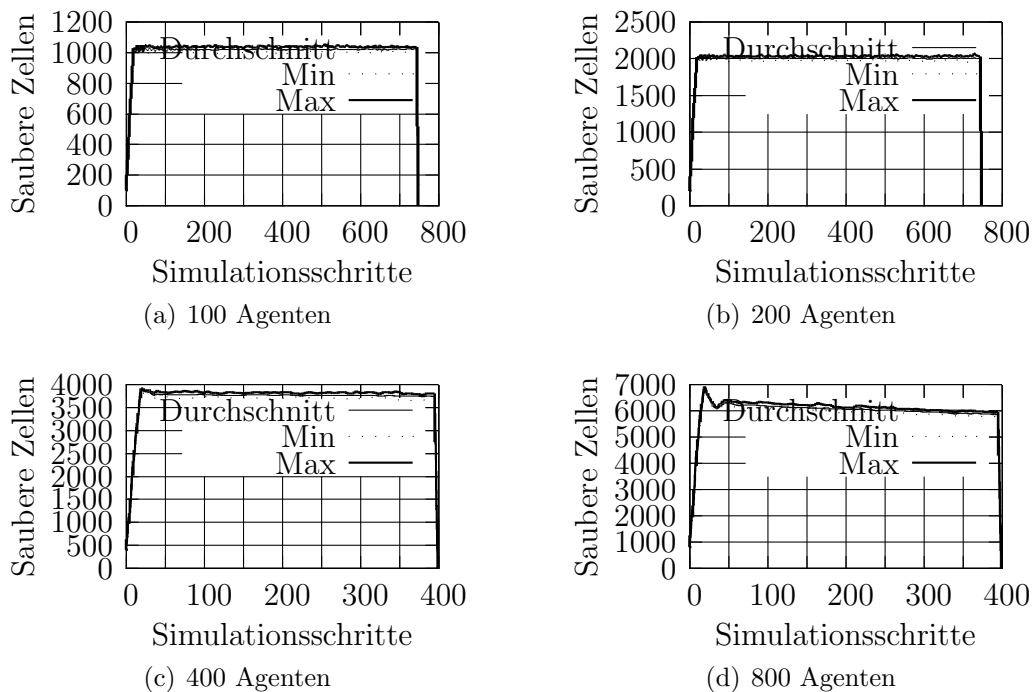 Saubere Zellen
1200
1000
800
600
400
200
0
Durchschnitt
Min
Max
0 200 400 600 800
Simulationsschritte
(a) 100 Agenten
Saubere Zellen
2500
2000
1500
1000
500
0
Durchschnitt
Min
Max
0 200 400 600 800
Simulationsschritte
(b) 200 Agenten
Saubere Zellen
4000
3500
3000
2500
2000
1500
1000
500
0
Durchschnitt
Min
Max
0 100 200 300 400
Simulationsschritte
(c) 400 Agenten
Saubere Zellen
7000
6000
5000
4000
3000
2000
1000
0
Durchschnitt
Min
Max
0 100 200 300 400
Simulationsschritte
(d) 800 Agenten